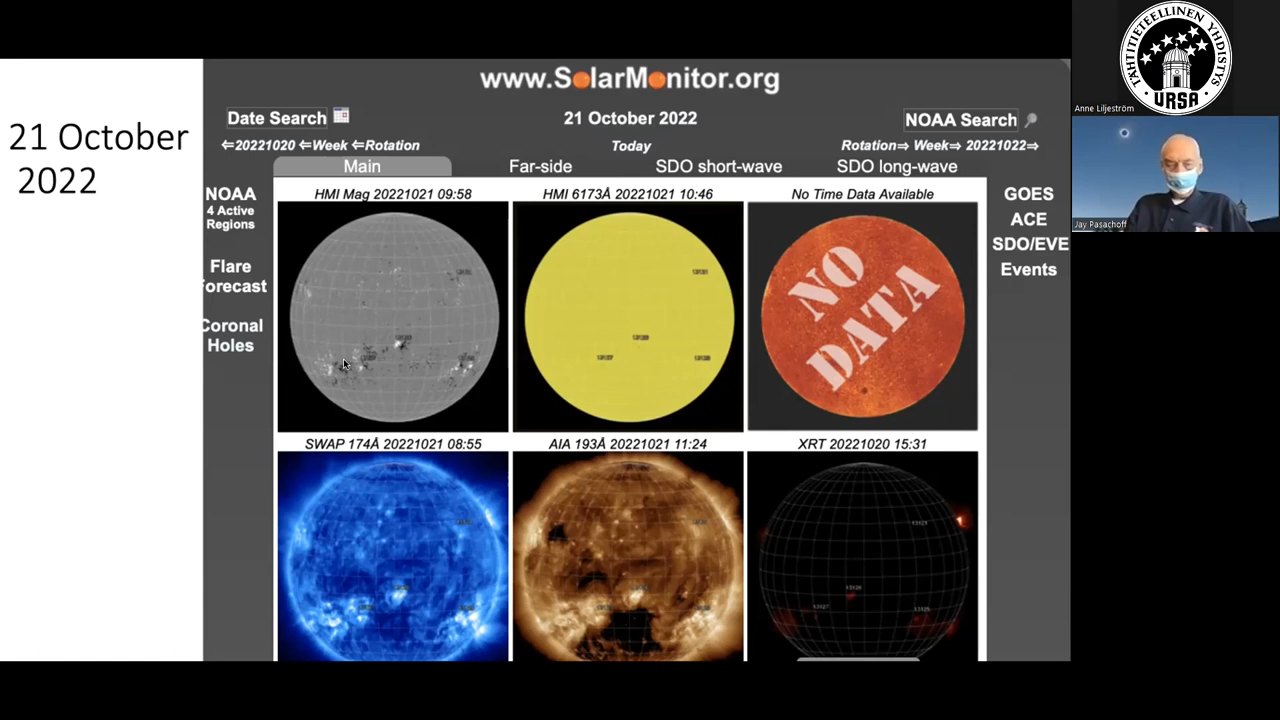 21 October
2022
www.SolarMonitor.org
Date Search
21 October 2022
NOAA Search
⇐20221020 ⇐Week ⇐Rotation
Today
Rotation⇒ Week⇒ 20221022⇒
Main
Far-side
SDO short-wave
SDO long-wave
NOAA
4 Active
Regions
Flare
Forecast
Coronal
Holes
HMI Mag 20221021 09:58
HMI 6173Å 20221021 10:46
No Time Data Available
NO
DATA
SWAP 174Å 20221021 08:55
AIA 193Å 20221021 11:24
XRT 20221020 15:31
13126
13127
13125
GOES
ACE
SDO/EVE
Events
TÄHTITIETEELLINEN YHDISTYS
URSA
Anne Liljeström
Jay Pasachoff